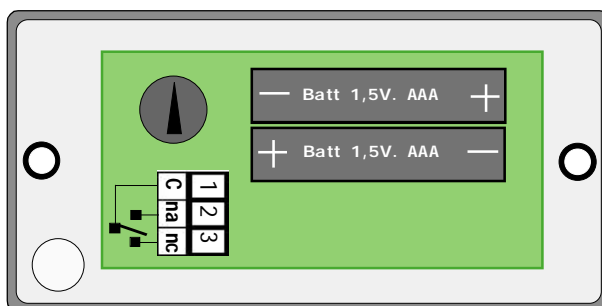 — Batt 1,5V. AAA +
+ Batt 1,5V. AAA —
C 1
na 2
nc 3